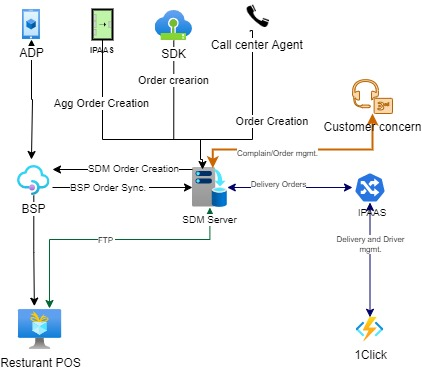 ADP
IPAAS
SDK
Call center Agent
Order crearion
Agg Order Creation
Order Creation
Customer concern
Complain/Order mgmt.
SDM Order Creation
BSP Order Sync.
Delivery Orders
BSP
SDM Server
IFAAS
FTP
Delivery and Driver
mgmt.
Resturant POS
1Click